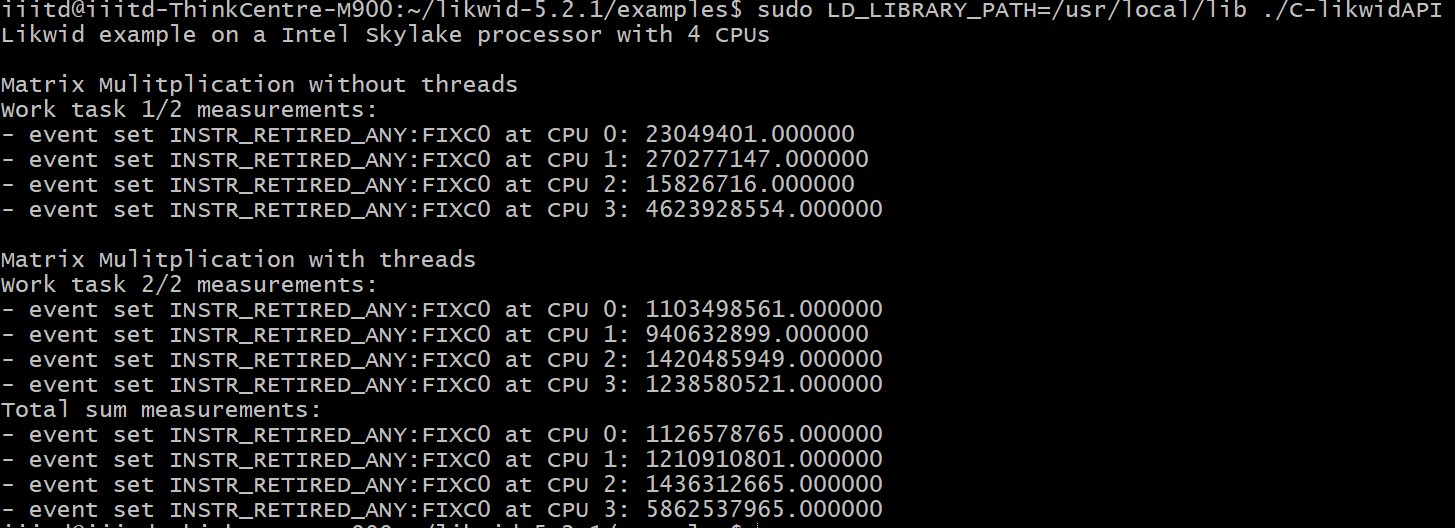 iiitd@iiitd-ThinkCentre-M900:~/likwid-5.2.1/examples$ sudo LD_LIBRARY_PATH=/usr/local/lib ./C-likwidAPI
Likwid example on a Intel Skylake processor with 4 CPUs
Matrix Mulitplication without threads
Work task 1/2 measurements:
- event set INSTR_RETIRED_ANY:FIXC0 at CPU 0: 23049401.000000
- event set INSTR_RETIRED_ANY:FIXC0 at CPU 1: 270277147.000000
- event set INSTR_RETIRED_ANY:FIXC0 at CPU 2: 15826716.000000
- event set INSTR_RETIRED_ANY:FIXC0 at CPU 3: 4623928554.000000
Matrix Mulitplication with threads
Work task 2/2 measurements:
- event set INSTR_RETIRED_ANY:FIXC0 at CPU 0: 1103498561.000000
- event set INSTR_RETIRED_ANY:FIXC0 at CPU 1: 940632899.000000
- event set INSTR_RETIRED_ANY:FIXC0 at CPU 2: 1420485949.000000
- event set INSTR_RETIRED_ANY:FIXC0 at CPU 3: 1238580521.000000
Total sum measurements:
- event set INSTR_RETIRED_ANY:FIXC0 at CPU 0: 1126578765.000000
- event set INSTR_RETIRED_ANY:FIXC0 at CPU 1: 1210910801.000000
- event set INSTR_RETIRED_ANY:FIXC0 at CPU 2: 1436312665.000000
- event set INSTR_RETIRED_ANY:FIXC0 at CPU 3: 5862537965.000000